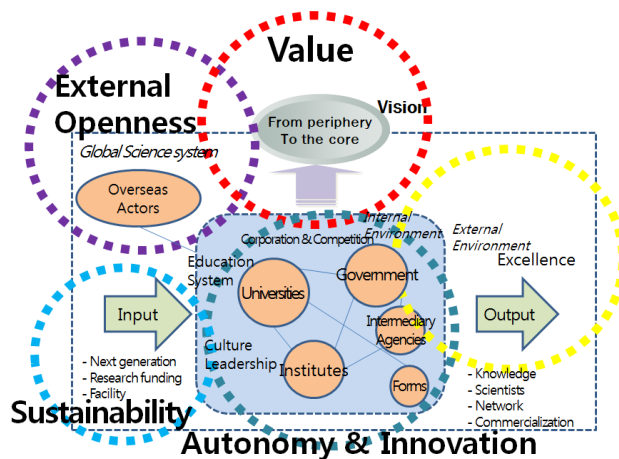 Value
External
Openness
From periphery
To the core
Vision
Global Science system
Overseas
Actors
Internal
Environment
External
Environment
Corporation & Competition
Education
System
Government
Excellence
Universities
Input
Intermediary
Agencies
Output
Culture
Leadership
Institutes
Forms
- Next generation
- Research funding
- Facility
- Knowledge
- Scientists
- Network
- Commercialization
Sustainability
Autonomy & Innovation